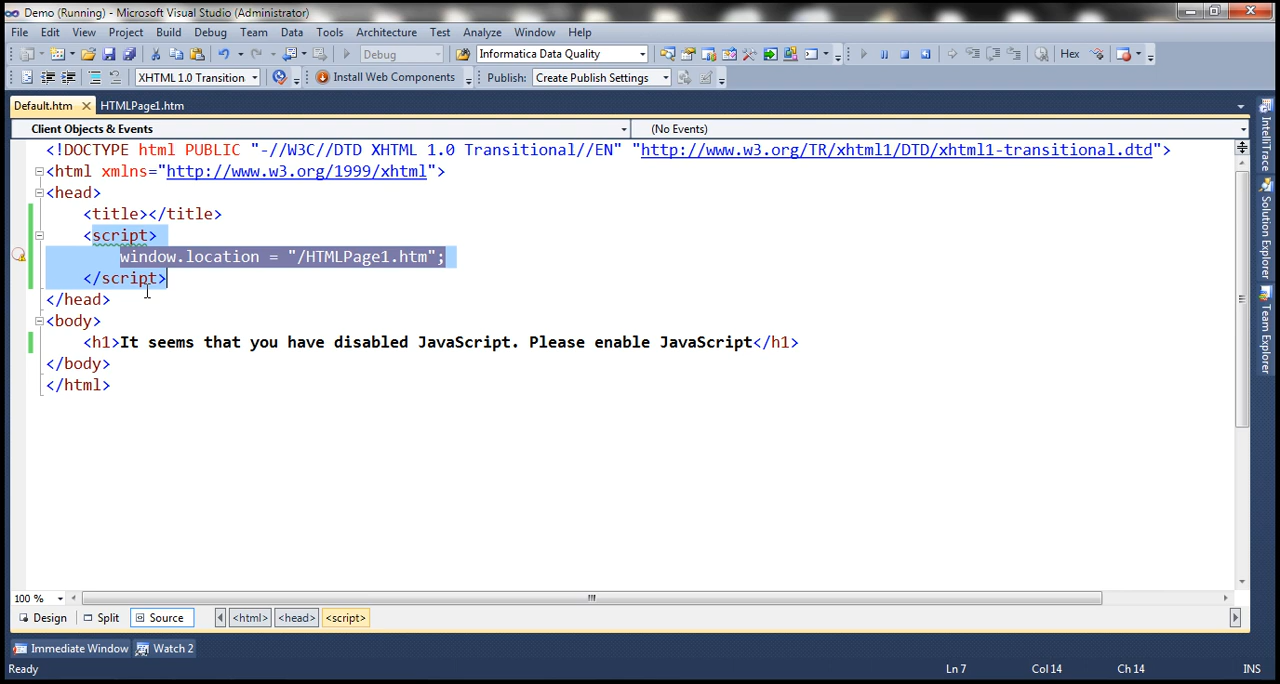 Demo (Running) - Microsoft Visual Studio (Administrator)
File Edit View Project Build Debug Team Data Tools Architecture Test Analyze Window Help
Debug Informatica Data Quality Hex
XHTML 1.0 Transition Install Web Components Publish: Create Publish Settings
Default.htm HTMLPage1.htm
Client Objects & Events (No Events)
<!DOCTYPE html PUBLIC "-//W3C//DTD XHTML 1.0 Transitional//EN" "http://www.w3.org/TR/xhtml1/DTD/xhtml1-transitional.dtd">
<html xmlns="http://www.w3.org/1999/xhtml">
<head>
<title></title>
<script>
window.location = "/HTMLPage1.htm";
</script>
</head>
<body>
<h1>It seems that you have disabled JavaScript. Please enable JavaScript</h1>
</body>
</html>
IntelliTrace
Solution Explorer
Team Explorer
100 %
Design Split Source <html> <head> <script>
Immediate Window Watch 2
Ready Ln 7 Col 14 Ch 14 INS